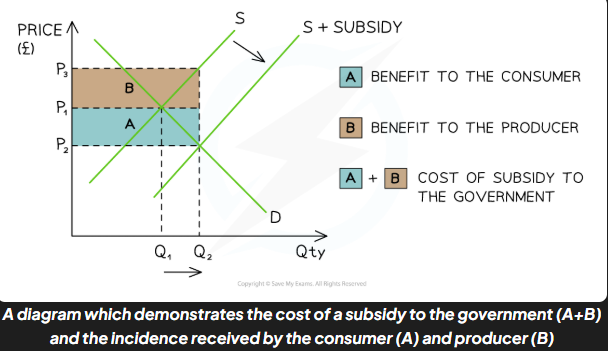 PRICE
(£)
S
S + SUBSIDY
P3
B
P1
A
P2
D
Q1 Q2 Qty
A BENEFIT TO THE CONSUMER
B BENEFIT TO THE PRODUCER
A + B COST OF SUBSIDY TO
THE GOVERNMENT
Copyright © Save My Exams. All Rights Reserved
A diagram which demonstrates the cost of a subsidy to the government (A+B)
and the incidence received by the consumer (A) and producer (B)